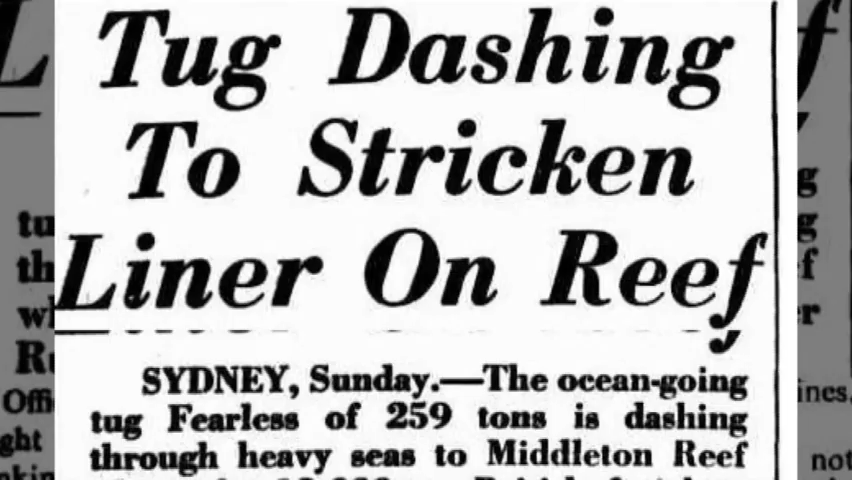 Tug Dashing
To Stricken
Liner On Reef
SYDNEY, Sunday.—The ocean-going
tug Fearless of 259 tons is dashing
through heavy seas to Middleton Reef